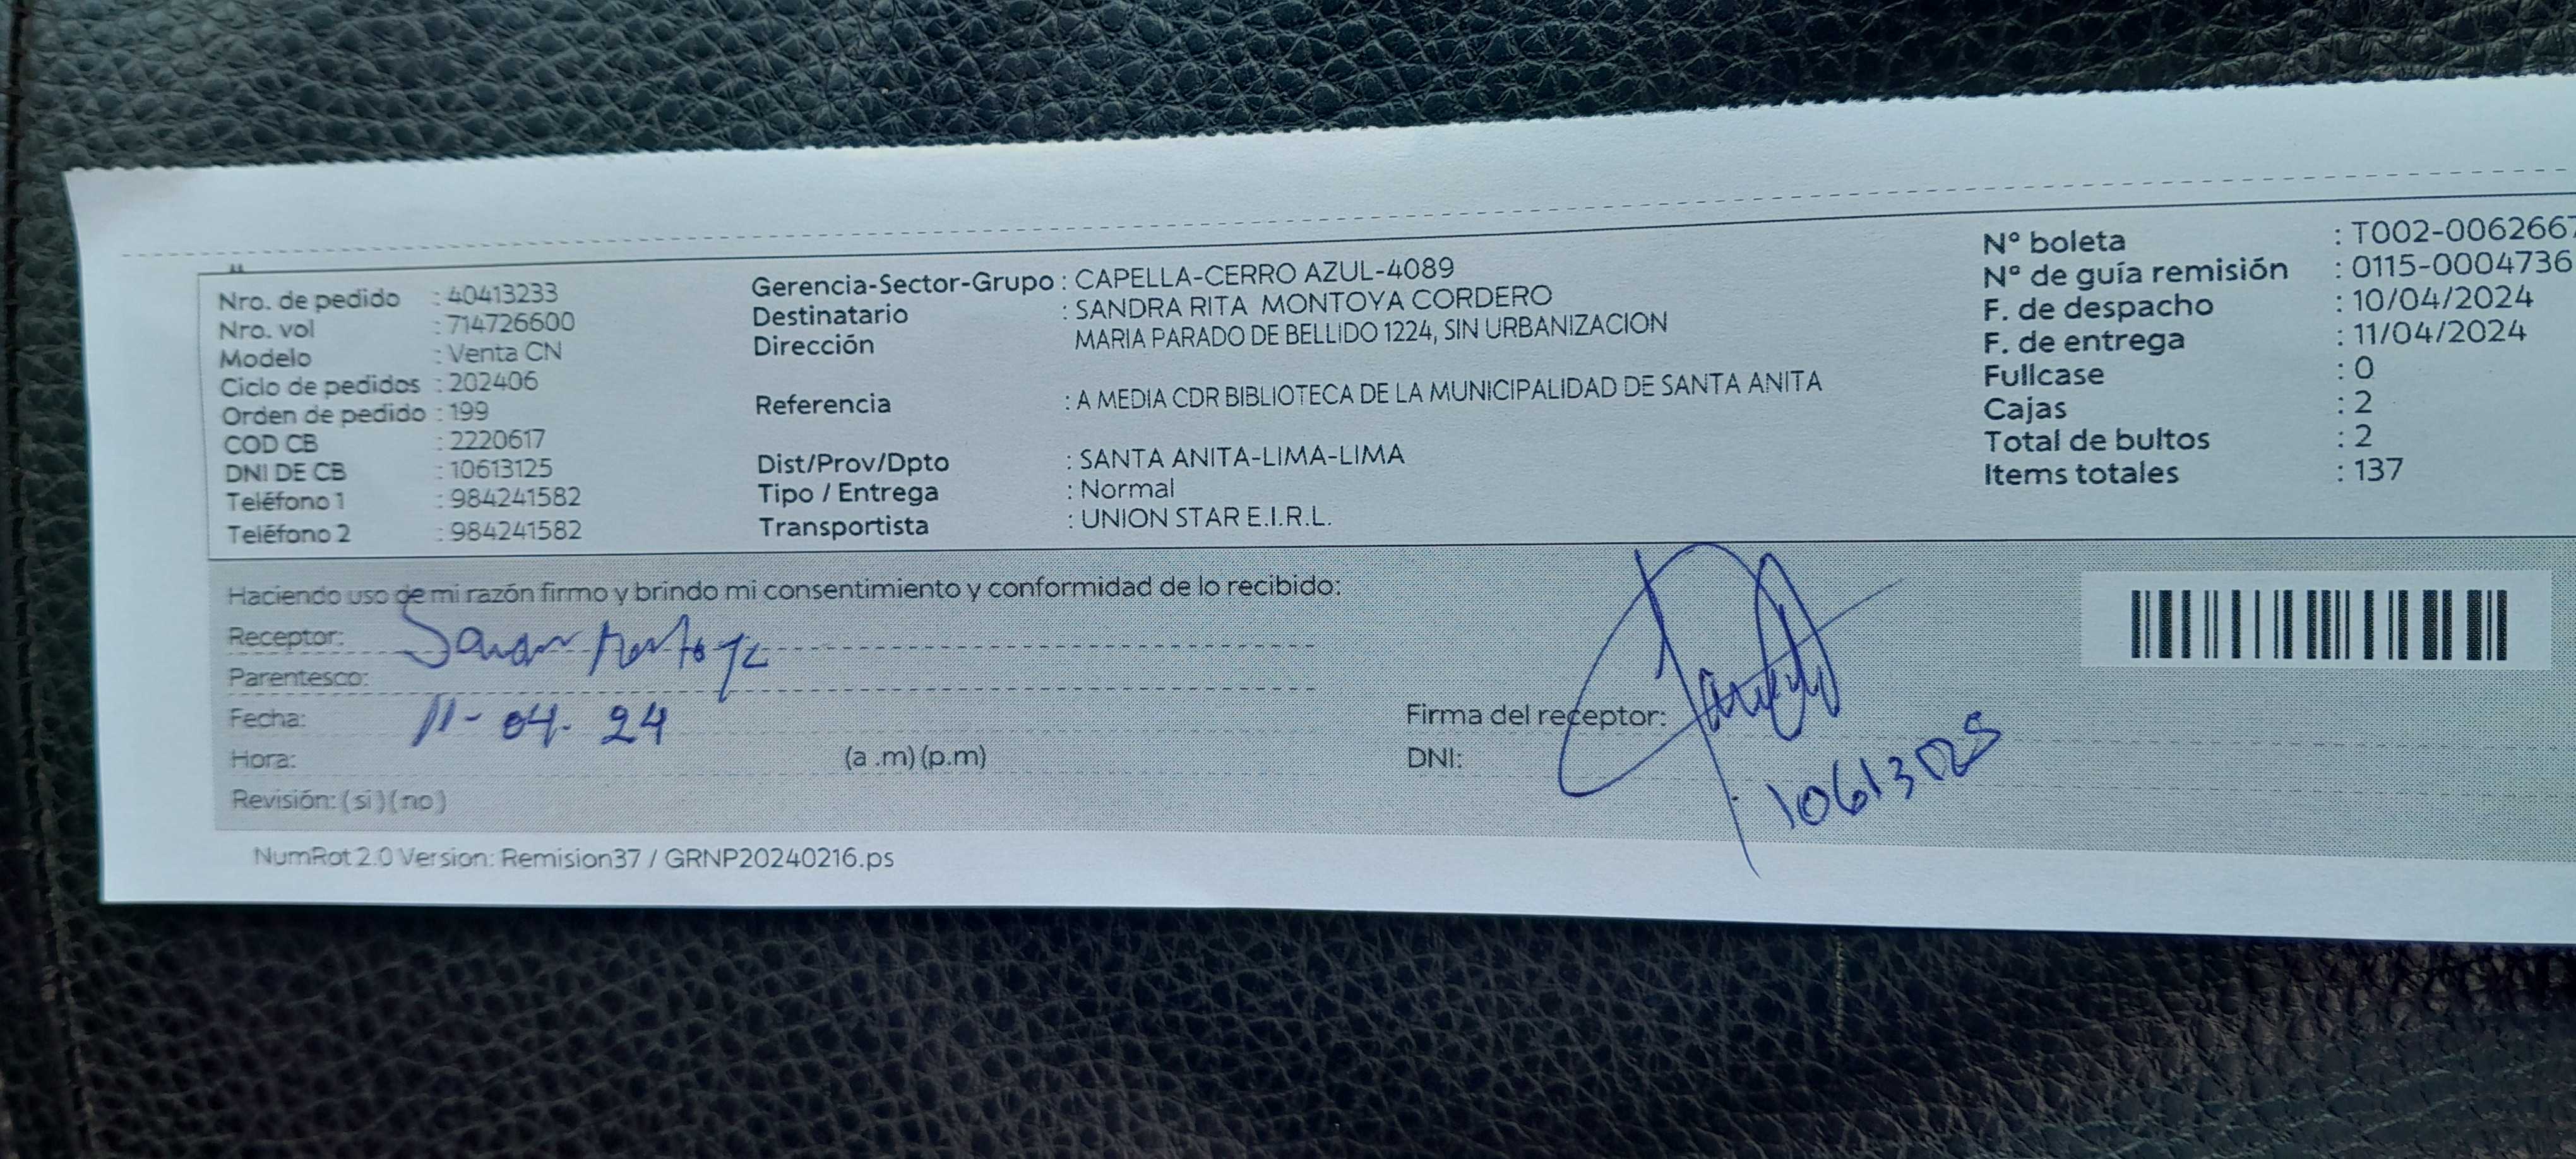 Nro. de pedido : 40413233
Nro. vol : 714726600
Modelo : Venta CN
Ciclo de pedidos : 202406
Orden de pedido : 199
COD CB : 2220617
DNI DE CB : 10613125
Teléfono 1 : 984241582
Teléfono 2 : 984241582
Gerencia-Sector-Grupo : CAPELLA-CERRO AZUL-4089
Destinatario : SANDRA RITA MONTOYA CORDERO
Dirección MARIA PARADO DE BELLIDO 1224, SIN URBANIZACION
Referencia : A MEDIA CDR BIBLIOTECA DE LA MUNICIPALIDAD DE SANTA ANITA
Dist/Prov/Dpto : SANTA ANITA-LIMA-LIMA
Tipo / Entrega : Normal
Transportista : UNION STAR E.I.R.L.
N° boleta : T002-0062667
N° de guía remisión : 0115-0004736
F. de despacho : 10/04/2024
F. de entrega : 11/04/2024
Fullcase : 0
Cajas : 2
Total de bultos : 2
Items totales : 137
Haciendo uso de mi razón firmo y brindo mi consentimiento y conformidad de lo recibido:
Receptor: Montoya
Parentesco:
Fecha: 11-04-24
Hora: (a .m) (p.m)
Revisión: (si) (no)
Firma del receptor:
DNI: 10613025
NumRot 2.0 Version: Remision37 / GRNP20240216.ps